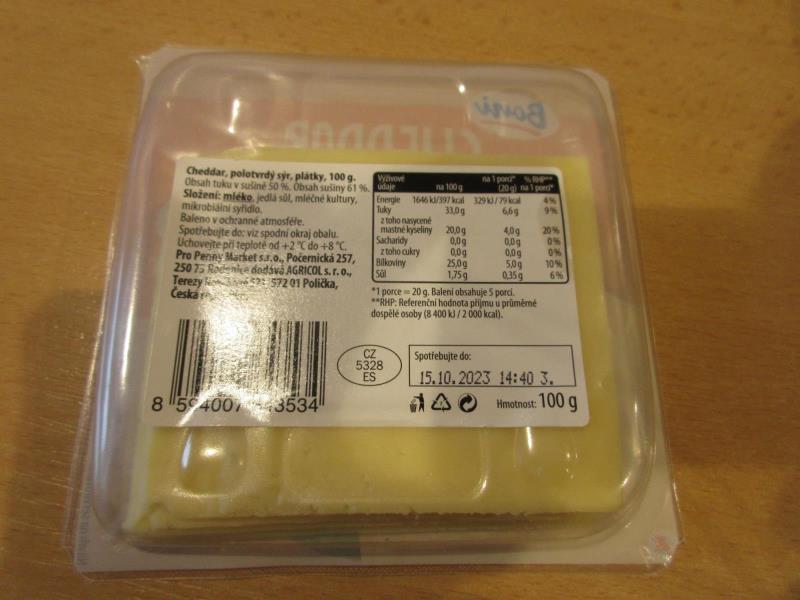 Boni
CHEDDAR
Cheddar, polotvrdý sýr, plátky, 100 g.
Obsah tuku v sušině 50 %. Obsah sušiny 61 %.
Složení: mléko, jedlá sůl, mléčné kultury,
mikrobiální syřidlo.
Baleno v ochranné atmosféře.
Spotřebujte do: viz spodní okraj obalu.
Uchovejte při teplotě od +2 °C do +8 °C.
Pro Penny Market s.r.o., Počernická 257,
250 73 Radonice dodává AGRICOL s. r. o.,
Terezy 572 01 Polička,
Česká
Výživové údaje na 100 g na 1 porci* (20 g) % RHP** na 1 porci*
Energie 1646 kJ/397 kcal 329 kJ/79 kcal 4 %
Tuky 33,0 g 6,6 g 9 %
z toho nasycené
mastné kyseliny 20,0 g 4,0 g 20 %
Sacharidy 0,0 g 0,0 g 0 %
z toho cukry 0,0 g 0,0 g 0 %
Bílkoviny 25,0 g 5,0 g 10 %
Sůl 1,75 g 0,35 g 6 %
*1 porce = 20 g. Balení obsahuje 5 porcí.
**RHP: Referenční hodnota příjmu u průměrné
dospělé osoby (8 400 kJ / 2 000 kcal).
CZ
5328
ES
Spotřebujte do:
15.10.2023 14:40 3.
Hmotnost: 100 g
8 594007 3534